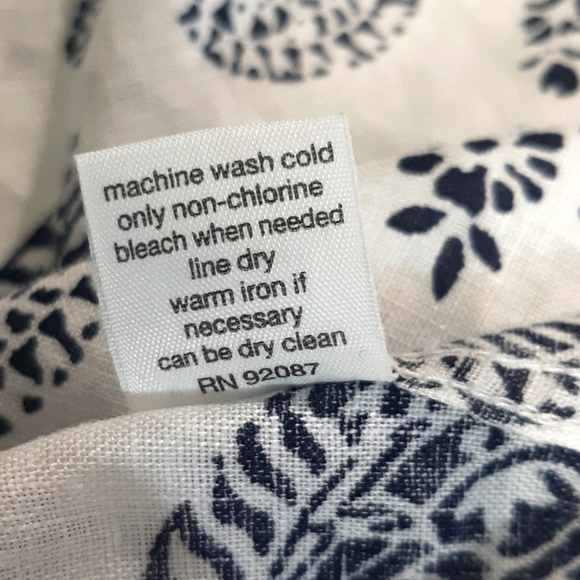 machine wash cold
only non-chlorine
bleach when needed
line dry
warm iron if
necessary
can be dry clean
RN 92087